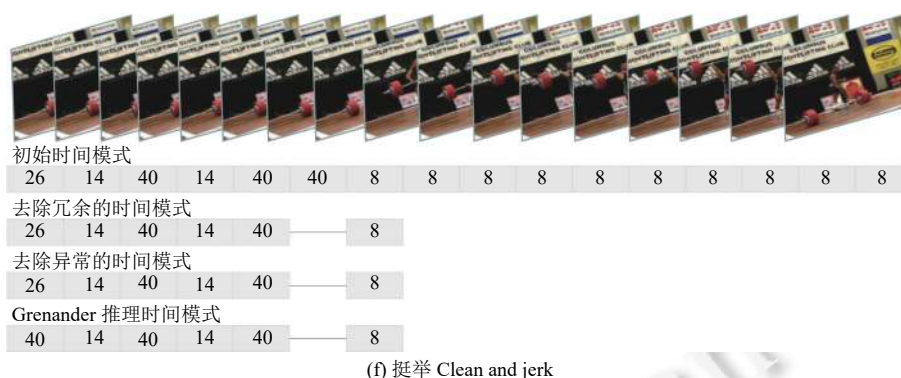 COLUMBUS
WEIGHTLIFTING CLUB
初始时间模式
26 14 40 14 40 40 8 8 8 8 8 8 8 8 8 8
去除冗余的时间模式
26 14 40 14 40 8
去除异常的时间模式
26 14 40 14 40 8
Grenander 推理时间模式
40 14 40 14 40 8
(f) 挺举 Clean and jerk